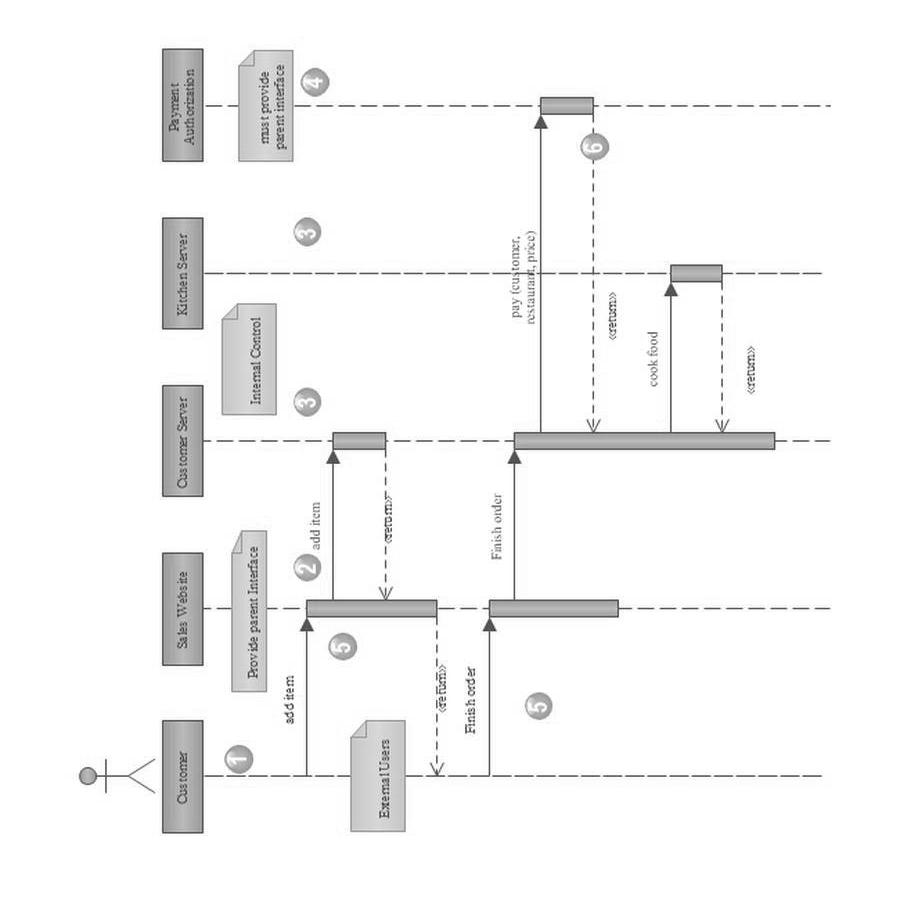 Customer
Sales Website
Customer Server
Kitchen Server
Payment
Authorization
1
Provide parent Interface
Internal Control
must provide
parent interface
2
3
3
4
External Users
add item
add item
5
«return»
«return»
Finish order
Finish order
5
pay (customer,
restaurant, price)
6
«return»
cook food
«return»